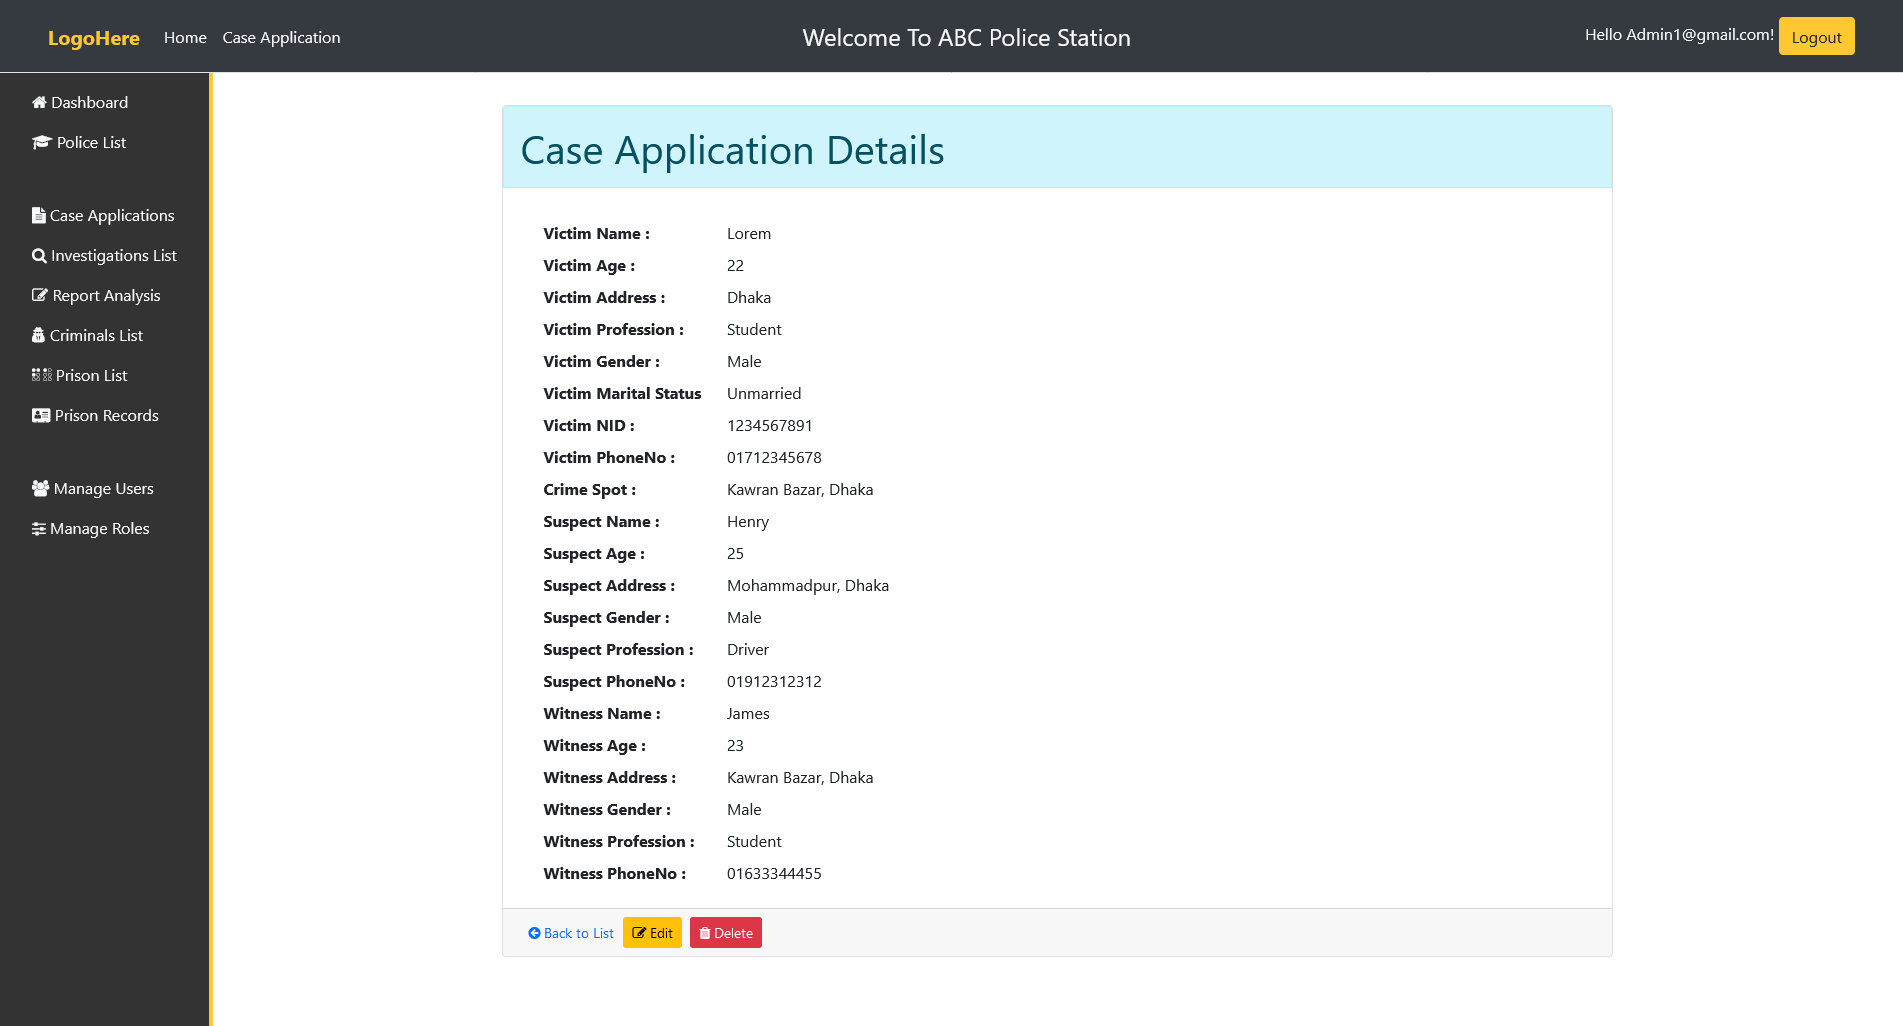 LogoHere Home Case Application Welcome To ABC Police Station Hello Admin1@gmail.com! Logout
Dashboard
Police List
Case Applications
Investigations List
Report Analysis
Criminals List
Prison List
Prison Records
Manage Users
Manage Roles
Case Application Details
Victim Name : Lorem
Victim Age : 22
Victim Address : Dhaka
Victim Profession : Student
Victim Gender : Male
Victim Marital Status Unmarried
Victim NID : 1234567891
Victim PhoneNo : 01712345678
Crime Spot : Kawran Bazar, Dhaka
Suspect Name : Henry
Suspect Age : 25
Suspect Address : Mohammadpur, Dhaka
Suspect Gender : Male
Suspect Profession : Driver
Suspect PhoneNo : 01912312312
Witness Name : James
Witness Age : 23
Witness Address : Kawran Bazar, Dhaka
Witness Gender : Male
Witness Profession : Student
Witness PhoneNo : 01633344455
Back to List Edit Delete